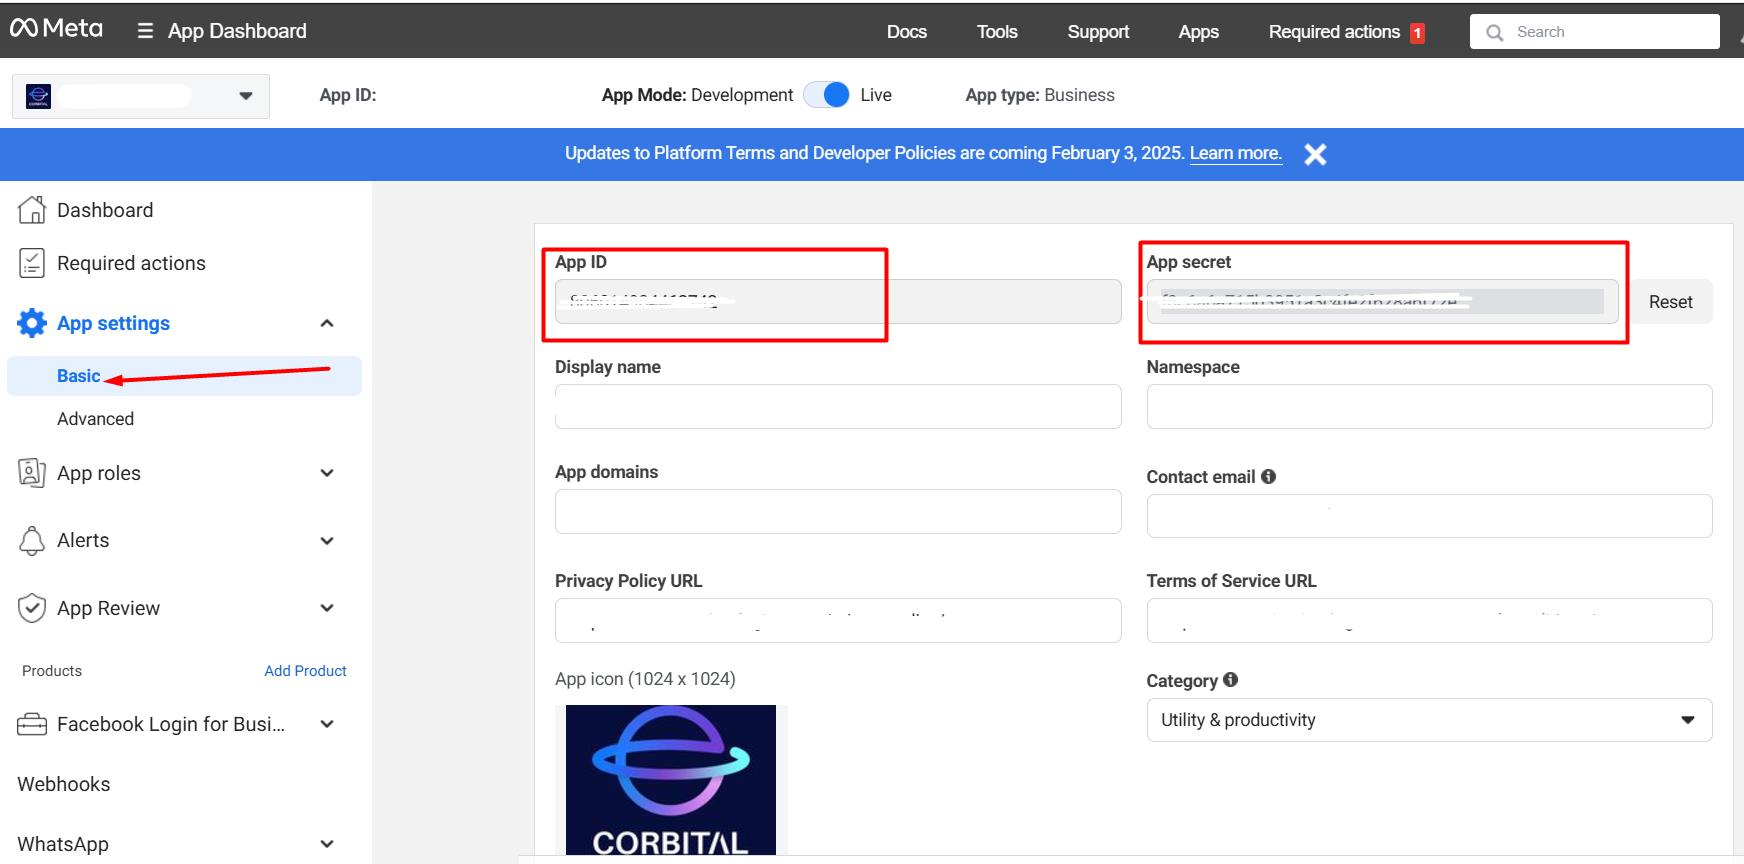 Meta
App Dashboard
Docs
Tools
Support
Apps
Required actions 1
Search
CORBITAL
App ID:
App Mode: Development
Live
App type: Business
Updates to Platform Terms and Developer Policies are coming February 3, 2025. Learn more.
Dashboard
Required actions
App settings
Basic
Advanced
App roles
Alerts
App Review
Products
Add Product
Facebook Login for Busi...
Webhooks
WhatsApp
App ID
App secret
Reset
Display name
Namespace
App domains
Contact email
Privacy Policy URL
Terms of Service URL
App icon (1024 x 1024)
Category
Utility & productivity
CORBITAL